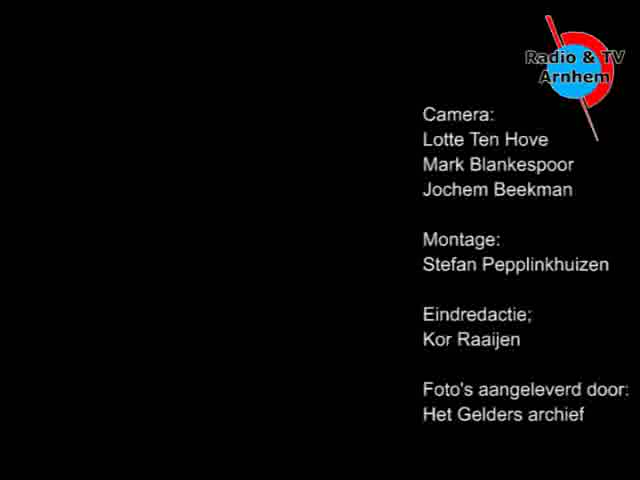 Radio & TV
Arnhem
Camera:
Lotte Ten Hove
Mark Blankespoor
Jochem Beekman
Montage:
Stefan Pepplinkhuizen
Eindredactie;
Kor Raaijen
Foto's aangeleverd door:
Het Gelders archief